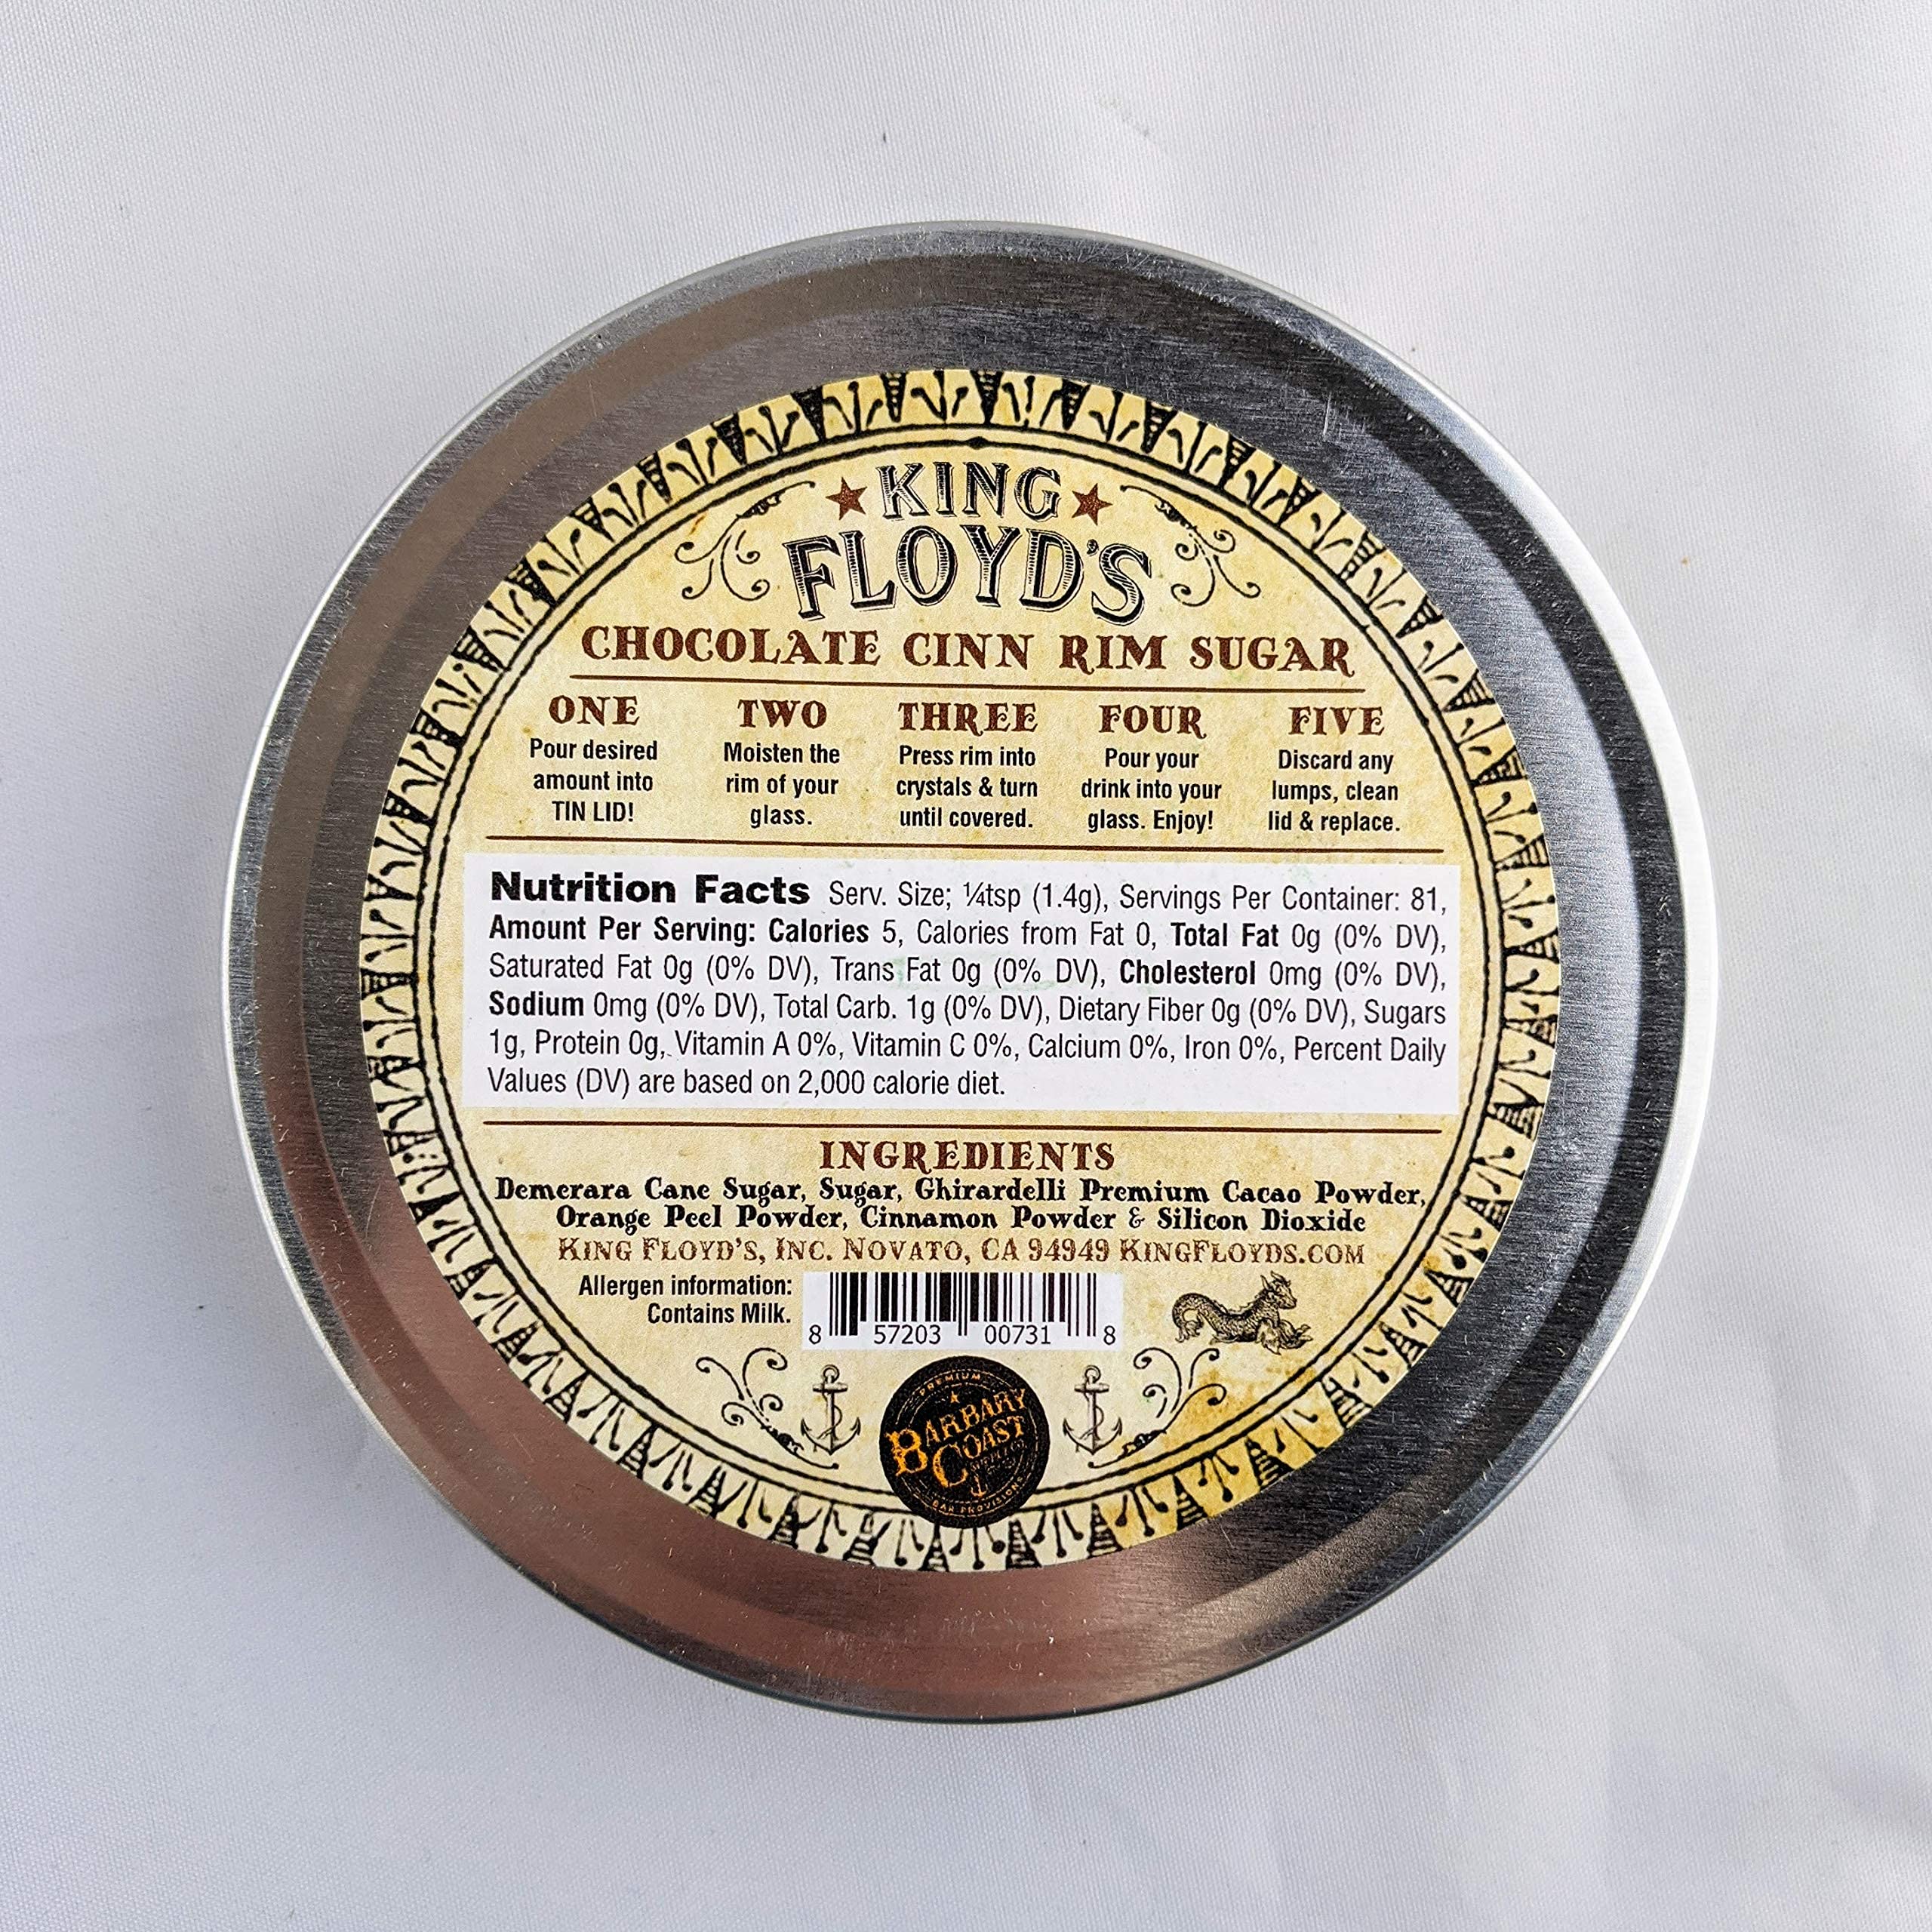 KING
FLOYD'S
CHOCOLATE CINN RIM SUGAR
ONE
Pour desired
amount into
TIN LID!
TWO
Moisten the
rim of your
glass.
THREE
Press rim into
crystals & turn
until covered.
FOUR
Pour your
drink into your
glass. Enjoy!
FIVE
Discard any
lumps, clean
lid & replace.
Nutrition Facts Serv. Size; ¼tsp (1.4g), Servings Per Container: 81,
Amount Per Serving: Calories 5, Calories from Fat 0, Total Fat 0g (0% DV),
Saturated Fat 0g (0% DV), Trans Fat 0g (0% DV), Cholesterol 0mg (0% DV),
Sodium 0mg (0% DV), Total Carb. 1g (0% DV), Dietary Fiber 0g (0% DV), Sugars
1g, Protein 0g, Vitamin A 0%, Vitamin C 0%, Calcium 0%, Iron 0%, Percent Daily
Values (DV) are based on 2,000 calorie diet.
INGREDIENTS
Demerara Cane Sugar, Sugar, Ghirardelli Premium Cacao Powder,
Orange Peel Powder, Cinnamon Powder & Silicon Dioxide
KING FLOYD'S, INC. NOVATO, CA 94949 KINGFLOYDS.COM
Allergen information:
Contains Milk.
8 57203 00731 8
PREMIUM
BARBARY
COAST
BAR PROVISIONS